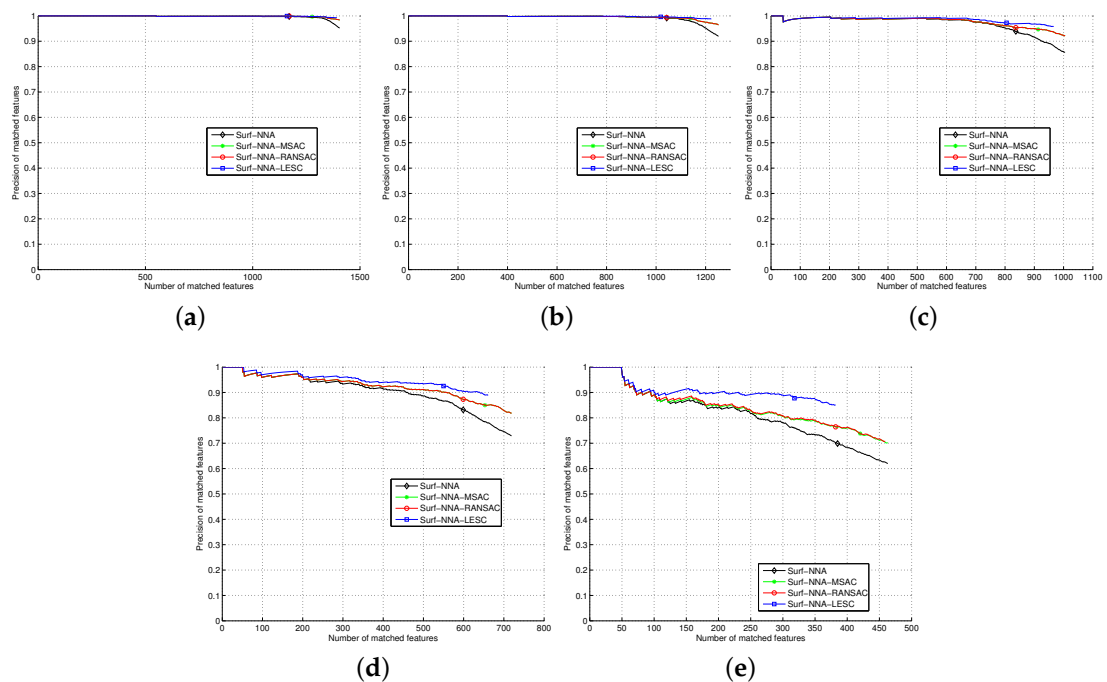 1
0.9
0.8
0.7
0.6
0.5
0.4
0.3
0.2
0.1
0
Precision of matched features
0 500 1000 1500
Number of matched features
Surf-NNA
Surf-NNA-MSAC
Surf-NNA-RANSAC
Surf-NNA-LESC
(a)
1
0.9
0.8
0.7
0.6
0.5
0.4
0.3
0.2
0.1
0
Precision of matched features
0 200 400 600 800 1000 1200
Number of matched features
Surf-NNA
Surf-NNA-MSAC
Surf-NNA-RANSAC
Surf-NNA-LESC
(b)
1
0.9
0.8
0.7
0.6
0.5
0.4
0.3
0.2
0.1
0
Precision of matched features
0 100 200 300 400 500 600 700 800 900 1000 1100
Number of matched features
Surf-NNA
Surf-NNA-MSAC
Surf-NNA-RANSAC
Surf-NNA-LESC
(c)
1
0.9
0.8
0.7
0.6
0.5
0.4
0.3
0.2
0.1
0
Precision of matched features
0 100 200 300 400 500 600 700 800
Number of matched features
Surf-NNA
Surf-NNA-MSAC
Surf-NNA-RANSAC
Surf-NNA-LESC
(d)
1
0.9
0.8
0.7
0.6
0.5
0.4
0.3
0.2
0.1
0
Precision of matched features
0 50 100 150 200 250 300 350 400 450 500
Number of matched features
Surf-NNA
Surf-NNA-MSAC
Surf-NNA-RANSAC
Surf-NNA-LESC
(e)